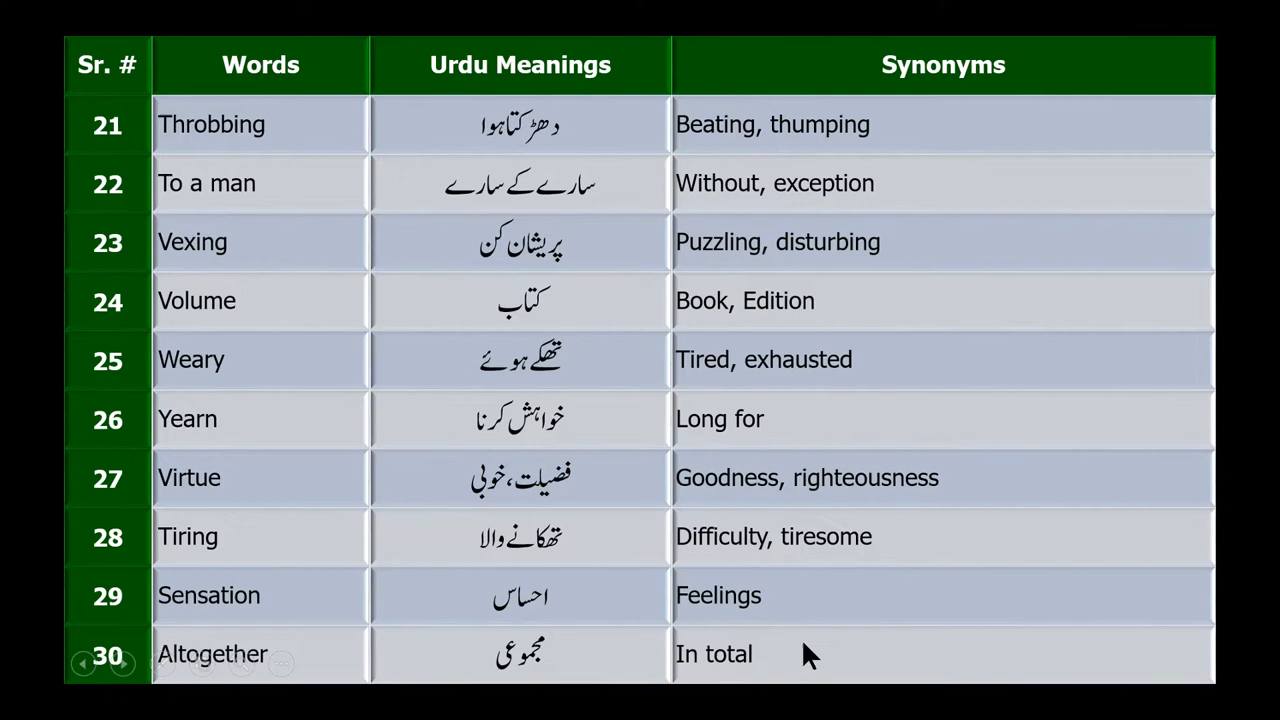 Sr. # Words Urdu Meanings Synonyms
21 Throbbing دھڑکتا ہوا Beating, thumping
22 To a man سارے کے سارے Without, exception
23 Vexing پریشان کن Puzzling, disturbing
24 Volume کتاب Book, Edition
25 Weary تھکے ہوئے Tired, exhausted
26 Yearn خواہش کرنا Long for
27 Virtue فضیلت، خوبی Goodness, righteousness
28 Tiring تھکانے والا Difficulty, tiresome
29 Sensation احساس Feelings
30 Altogether مجموعی In total